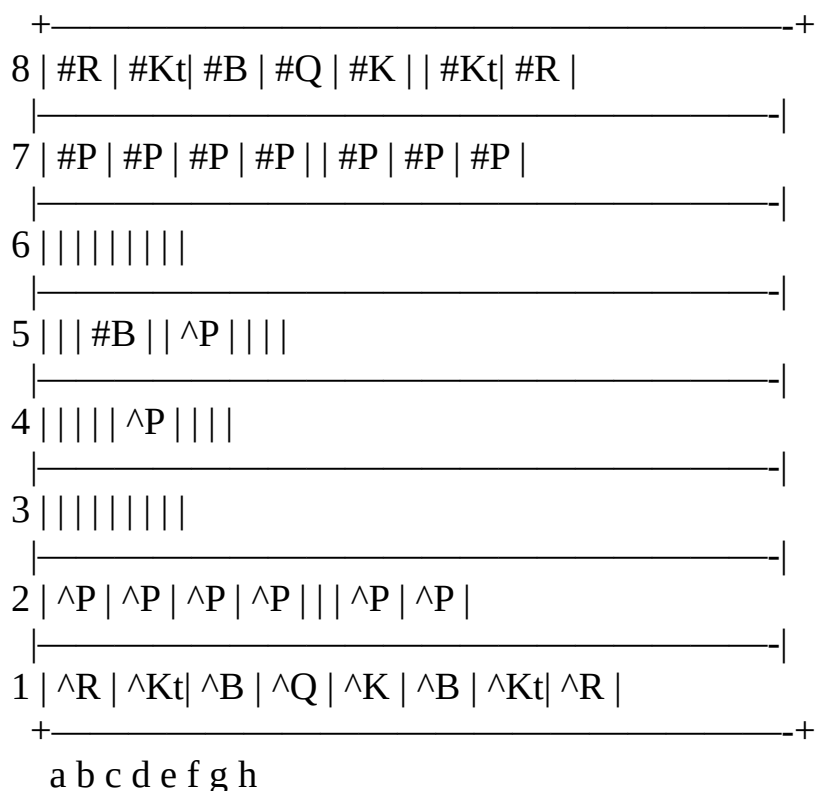 +—————————————————————-+
8 | #R | #Kt| #B | #Q | #K | | #Kt| #R |
|—————————————————————-|
7 | #P | #P | #P | #P | | #P | #P | #P |
|—————————————————————-|
6 | | | | | | | | |
|—————————————————————-|
5 | | | #B | | ^P | | | |
|—————————————————————-|
4 | | | | | ^P | | | |
|—————————————————————-|
3 | | | | | | | | |
|—————————————————————-|
2 | ^P | ^P | ^P | ^P | | | ^P | ^P |
|—————————————————————-|
1 | ^R | ^Kt| ^B | ^Q | ^K | ^B | ^Kt| ^R |
+—————————————————————-+
a b c d e f g h